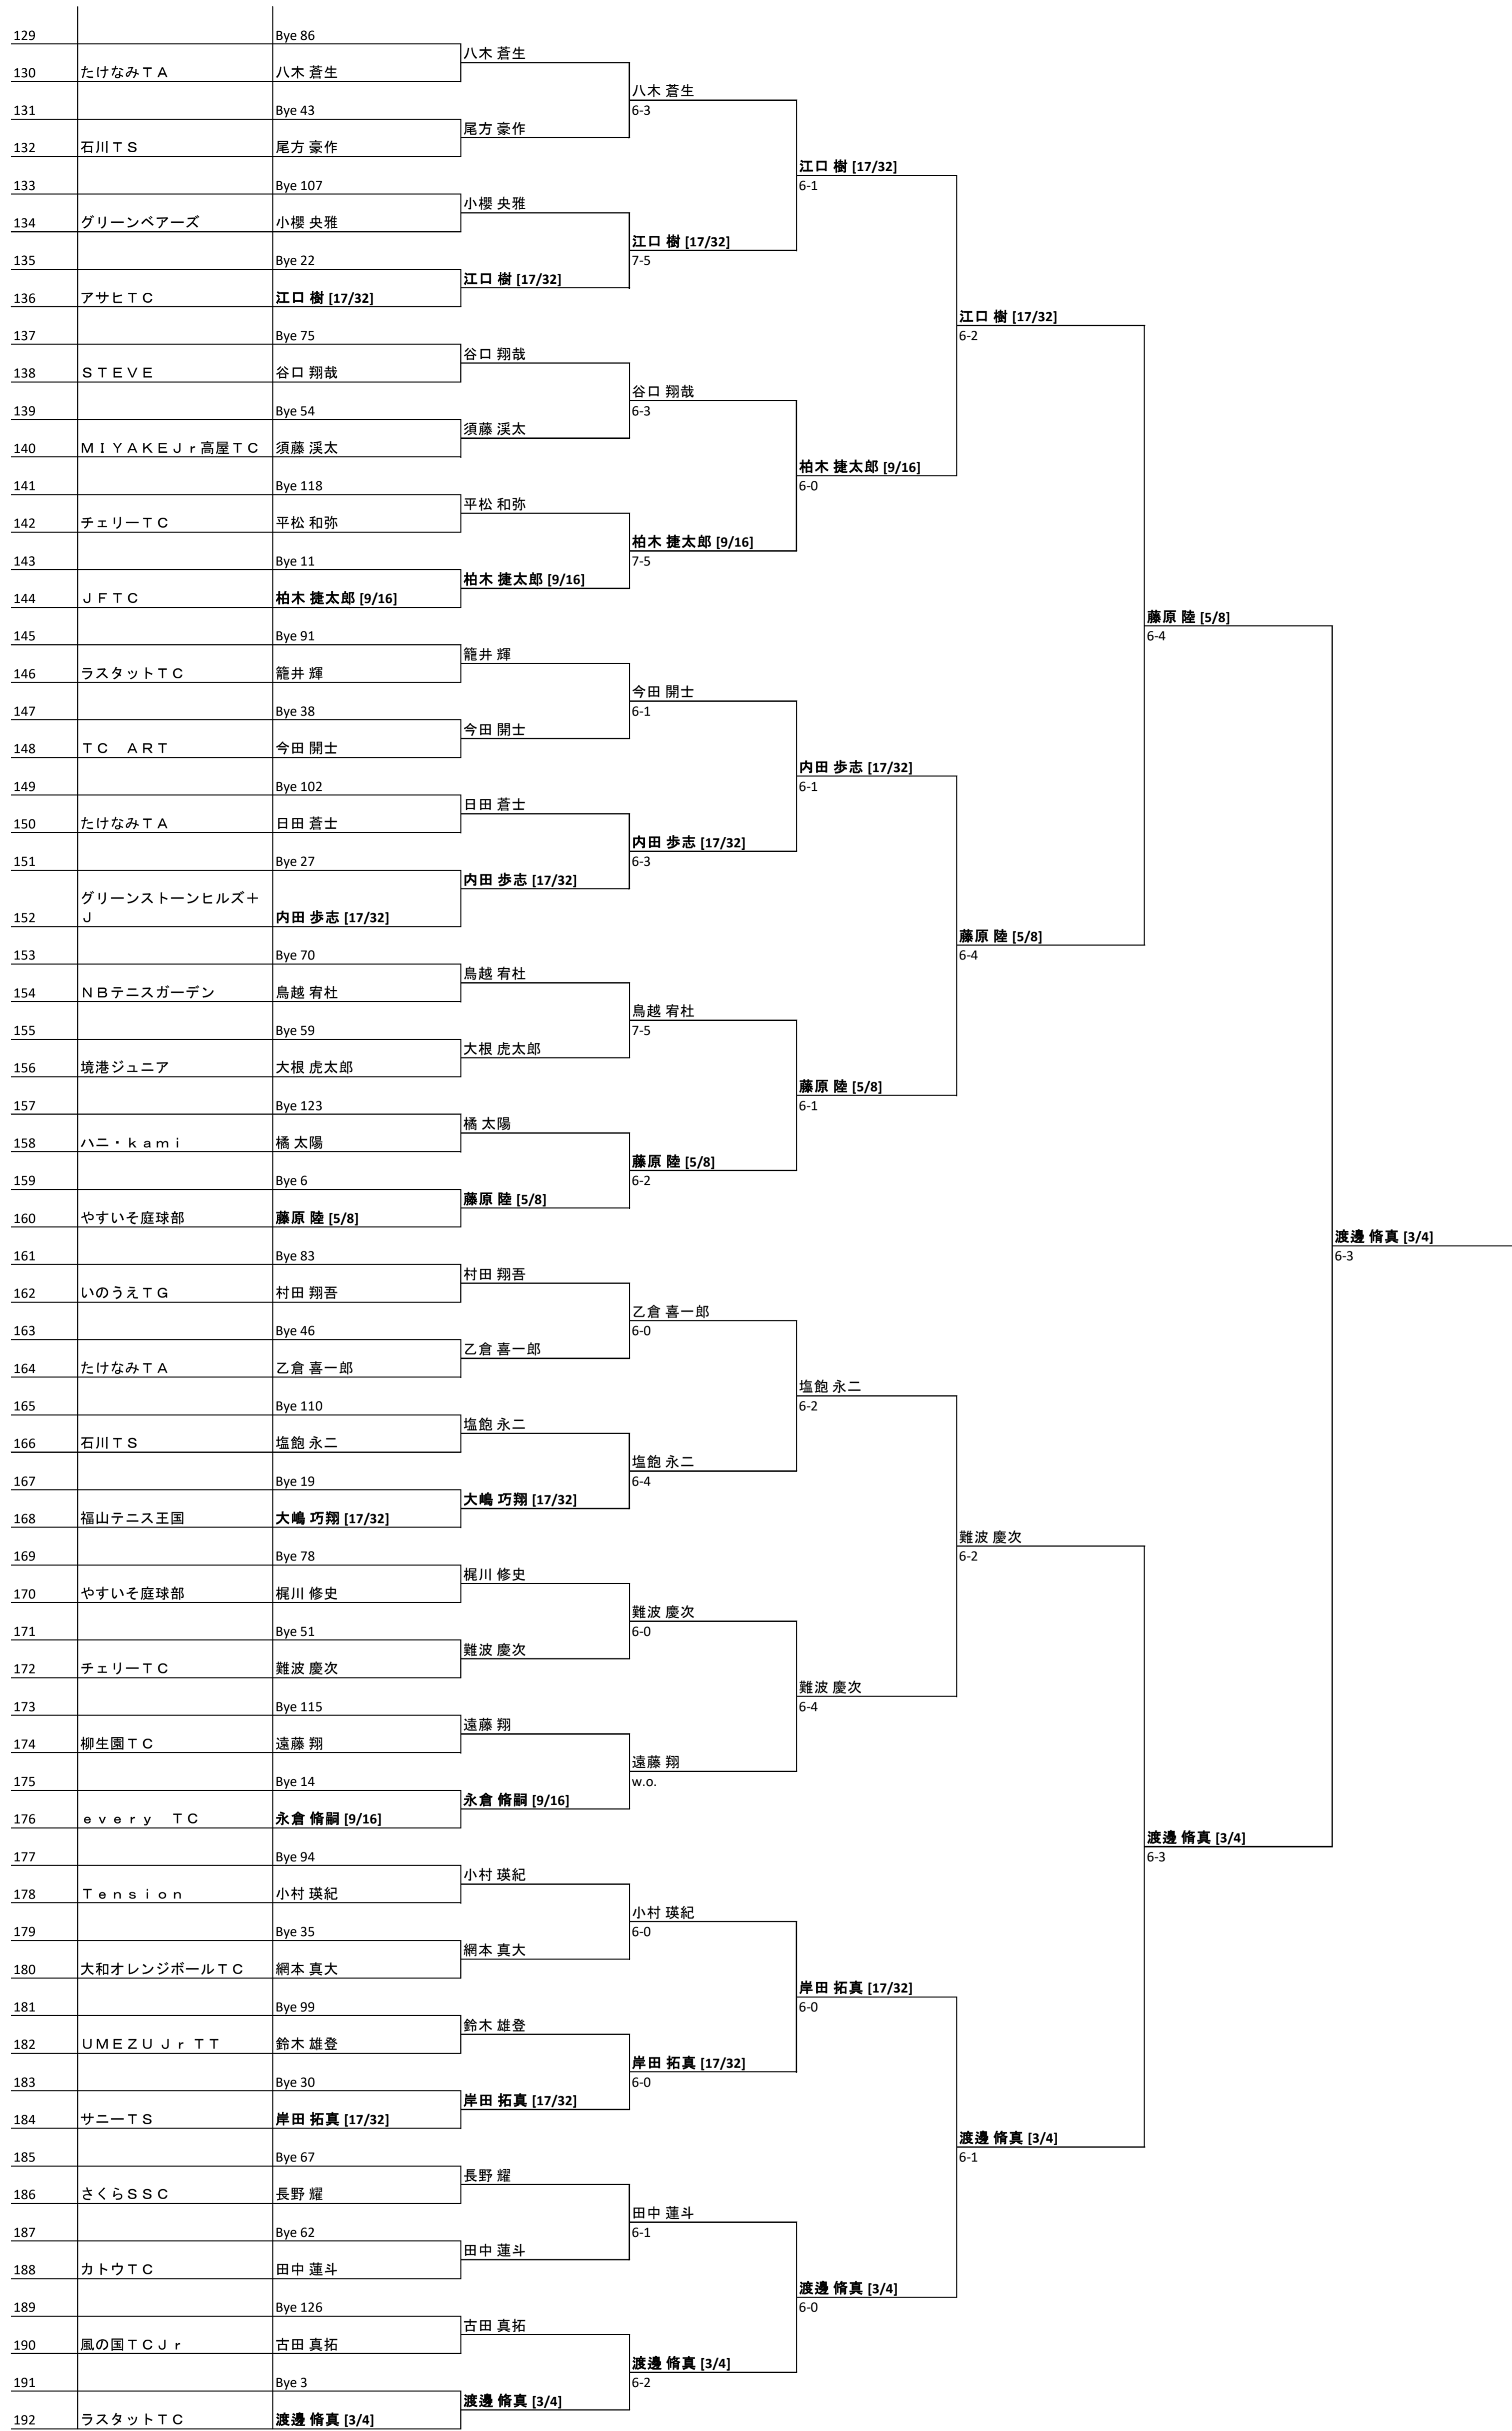 129 Bye 86
八木 蒼生
130 たけなみＴＡ 八木 蒼生
八木 蒼生
131 Bye 43 6-3
尾方 豪作
132 石川ＴＳ 尾方 豪作
江口 樹 [17/32]
133 Bye 107 6-1
小櫻 央雅
134 グリーンベアーズ 小櫻 央雅
江口 樹 [17/32]
135 Bye 22 7-5
江口 樹 [17/32]
136 アサヒＴＣ 江口 樹 [17/32]
江口 樹 [17/32]
137 Bye 75 6-2
谷口 翔哉
138 ＳＴＥＶＥ 谷口 翔哉
谷口 翔哉
139 Bye 54 6-3
須藤 渓太
140 ＭＩＹＡＫＥＪｒ高屋ＴＣ 須藤 渓太
柏木 捷太郎 [9/16]
141 Bye 118 6-0
平松 和弥
142 チェリーＴＣ 平松 和弥
柏木 捷太郎 [9/16]
143 Bye 11 7-5
柏木 捷太郎 [9/16]
144 ＪＦＴＣ 柏木 捷太郎 [9/16]
藤原 陸 [5/8]
145 Bye 91 6-4
籠井 輝
146 ラスタットＴＣ 籠井 輝
今田 開士
147 Bye 38 6-1
今田 開士
148 ＴＣ　ＡＲＴ 今田 開士
内田 歩志 [17/32]
149 Bye 102 6-1
日田 蒼士
150 たけなみＴＡ 日田 蒼士
内田 歩志 [17/32]
151 Bye 27 6-3
内田 歩志 [17/32]
グリーンストーンヒルズ＋
152 Ｊ 内田 歩志 [17/32]
藤原 陸 [5/8]
153 Bye 70 6-4
鳥越 宥杜
154 ＮＢテニスガーデン 鳥越 宥杜
鳥越 宥杜
155 Bye 59 7-5
大根 虎太郎
156 境港ジュニア 大根 虎太郎
藤原 陸 [5/8]
157 Bye 123 6-1
橘 太陽
158 ハニ・ｋａｍｉ 橘 太陽
藤原 陸 [5/8]
159 Bye 6 6-2
藤原 陸 [5/8]
160 やすいそ庭球部 藤原 陸 [5/8]
渡邊 脩真 [3/4]
161 Bye 83 6-3
村田 翔吾
162 いのうえＴＧ 村田 翔吾
乙倉 喜一郎
163 Bye 46 6-0
乙倉 喜一郎
164 たけなみＴＡ 乙倉 喜一郎
塩飽 永二
165 Bye 110 6-2
塩飽 永二
166 石川ＴＳ 塩飽 永二
塩飽 永二
167 Bye 19 6-4
大嶋 巧翔 [17/32]
168 福山テニス王国 大嶋 巧翔 [17/32]
難波 慶次
169 Bye 78 6-2
梶川 修史
170 やすいそ庭球部 梶川 修史
難波 慶次
171 Bye 51 6-0
難波 慶次
172 チェリーＴＣ 難波 慶次
難波 慶次
173 Bye 115 6-4
遠藤 翔
174 柳生園ＴＣ 遠藤 翔
遠藤 翔
175 Bye 14 w.o.
永倉 脩嗣 [9/16]
176 ｅｖｅｒｙ　ＴＣ 永倉 脩嗣 [9/16]
渡邊 脩真 [3/4]
177 Bye 94 6-3
小村 瑛紀
178 Ｔｅｎｓｉｏｎ 小村 瑛紀
小村 瑛紀
179 Bye 35 6-0
網本 真大
180 大和オレンジボールＴＣ 網本 真大
岸田 拓真 [17/32]
181 Bye 99 6-0
鈴木 雄登
182 ＵＭＥＺＵＪｒＴＴ 鈴木 雄登
岸田 拓真 [17/32]
183 Bye 30 6-0
岸田 拓真 [17/32]
184 サニーＴＳ 岸田 拓真 [17/32]
渡邊 脩真 [3/4]
185 Bye 67 6-1
長野 耀
186 さくらＳＳＣ 長野 耀
田中 蓮斗
187 Bye 62 6-1
田中 蓮斗
188 カトウＴＣ 田中 蓮斗
渡邊 脩真 [3/4]
189 Bye 126 6-0
古田 真拓
190 風の国ＴＣＪｒ 古田 真拓
渡邊 脩真 [3/4]
191 Bye 3 6-2
渡邊 脩真 [3/4]
192 ラスタットＴＣ 渡邊 脩真 [3/4]